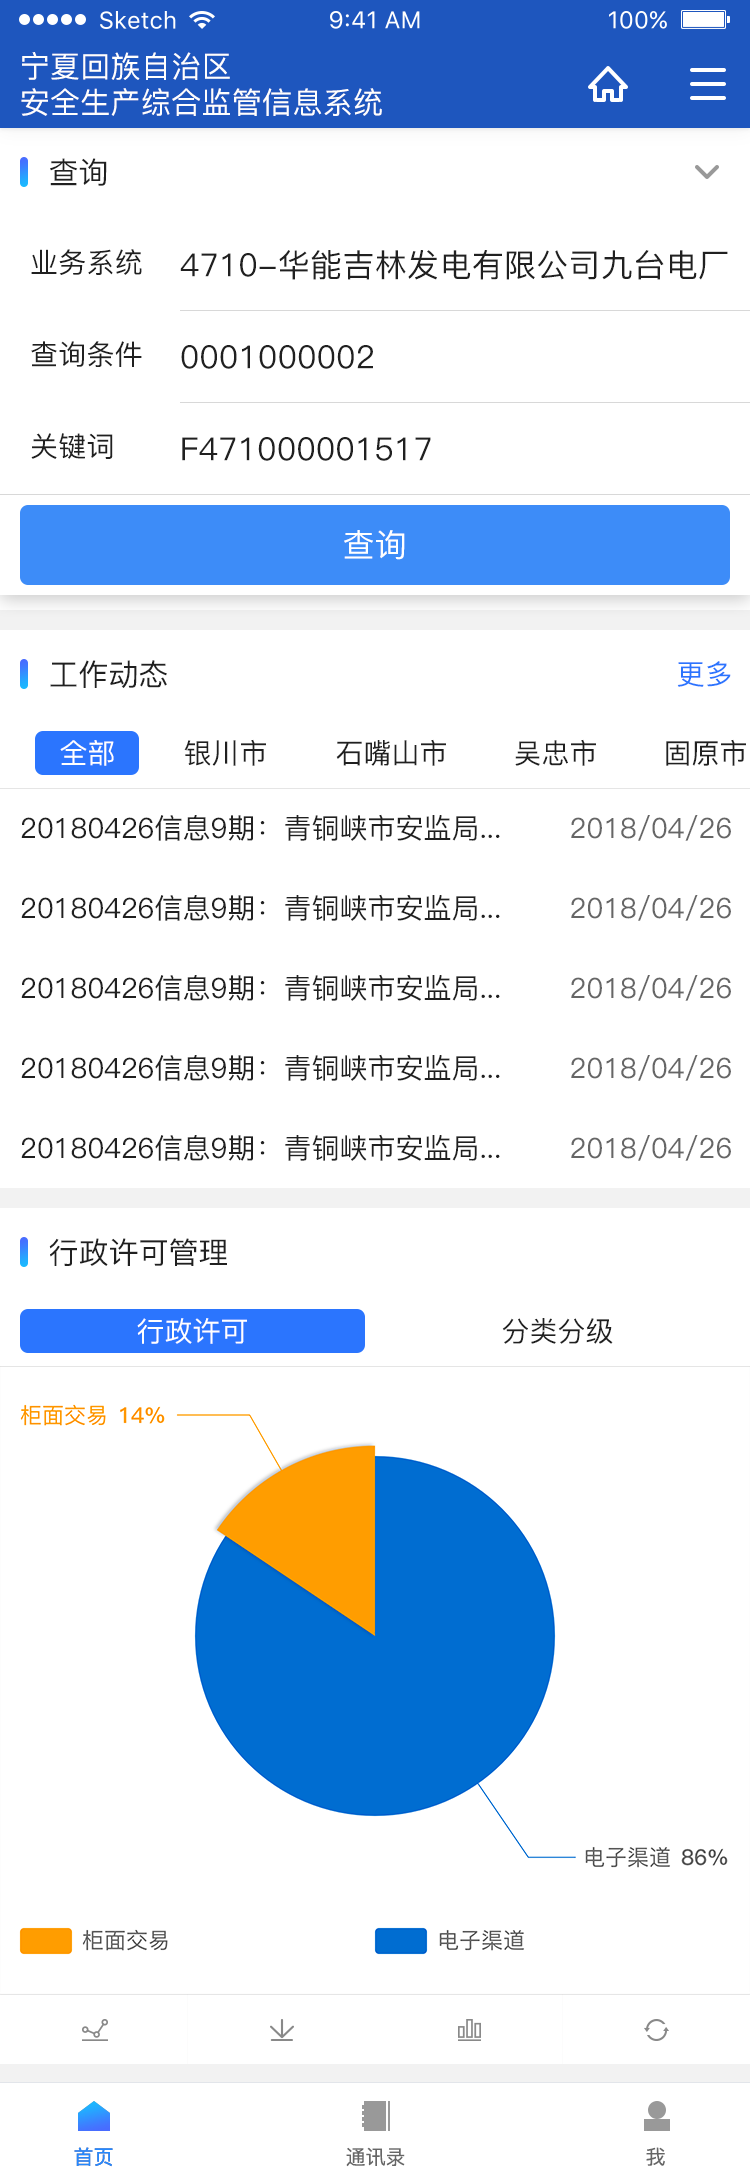 Sketch 9:41 AM 100%
宁夏回族自治区
安全生产综合监管信息系统
查询
业务系统 4710-华能吉林发电有限公司九台电厂
查询条件 0001000002
关键词 F471000001517
查询
工作动态 更多
全部 银川市 石嘴山市 吴忠市 固原市
20180426信息9期：青铜峡市安监局... 2018/04/26
20180426信息9期：青铜峡市安监局... 2018/04/26
20180426信息9期：青铜峡市安监局... 2018/04/26
20180426信息9期：青铜峡市安监局... 2018/04/26
20180426信息9期：青铜峡市安监局... 2018/04/26
行政许可管理
行政许可 分类分级
柜面交易 14%
电子渠道 86%
柜面交易 电子渠道
首页 通讯录 我